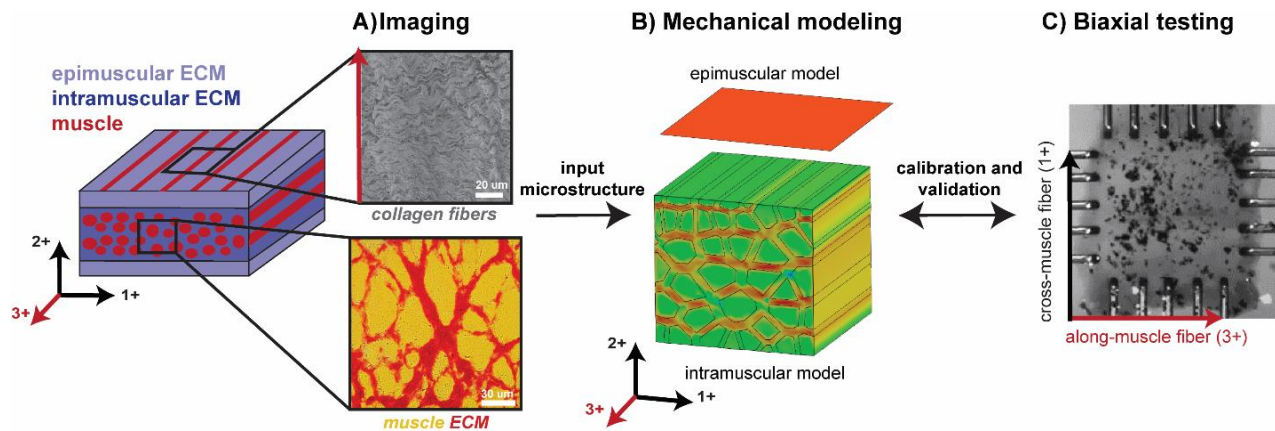 A)Imaging
B) Mechanical modeling
C) Biaxial testing
epimuscular ECM
intramuscular ECM
muscle
2+
1+
3+
20 um
collagen fibers
30 um
muscle ECM
input
microstructure
epimuscular model
intramuscular model
2+
1+
3+
calibration and
validation
cross-muscle fiber (1+)
along-muscle fiber (3+)